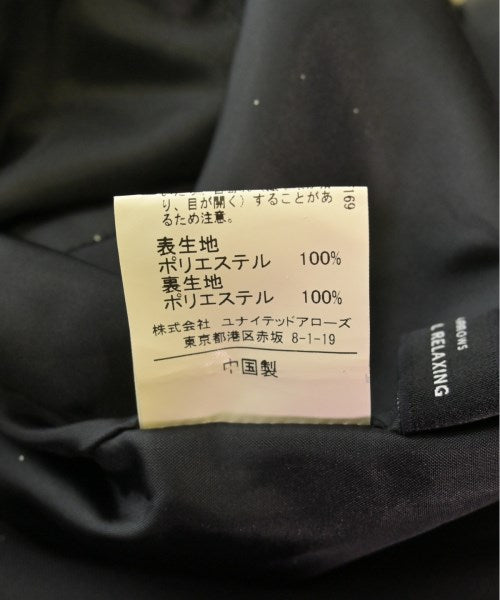 り、目が開く）することがあ
るため注意。
表生地
ポリエステル 100%
裏生地
ポリエステル 100%
株式会社 ユナイテッドアローズ
東京都港区赤坂 8-1-19
中国製
169
RELAXING